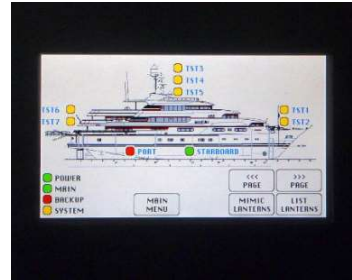 TST3
TST4
TST5
TST6
TST7
TST1
TST2
PORT
STARBOARD
POWER
MAIN
BACKUP
SYSTEM
MAIN
MENU
<<<
PAGE
>>>
PAGE
MIMIC
LANTERNS
LIST
LANTERNS